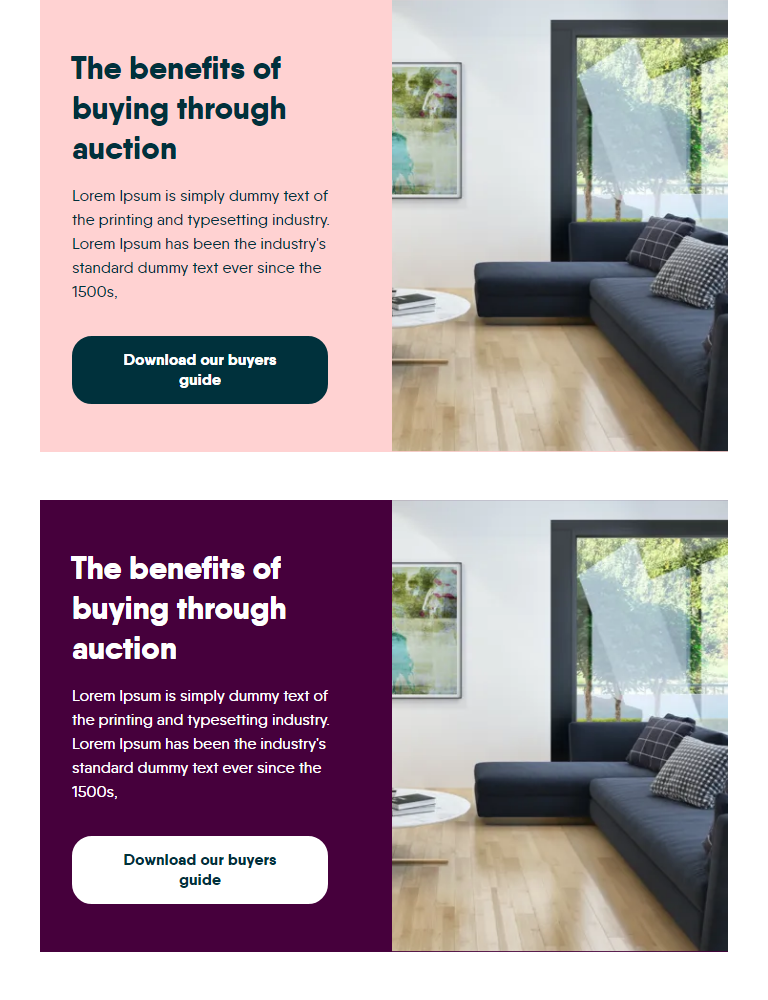 The benefits of
buying through
auction
Lorem Ipsum is simply dummy text of
the printing and typesetting industry.
Lorem Ipsum has been the industry's
standard dummy text ever since the
1500s,
Download our buyers
guide
The benefits of
buying through
auction
Lorem Ipsum is simply dummy text of
the printing and typesetting industry.
Lorem Ipsum has been the industry's
standard dummy text ever since the
1500s,
Download our buyers
guide